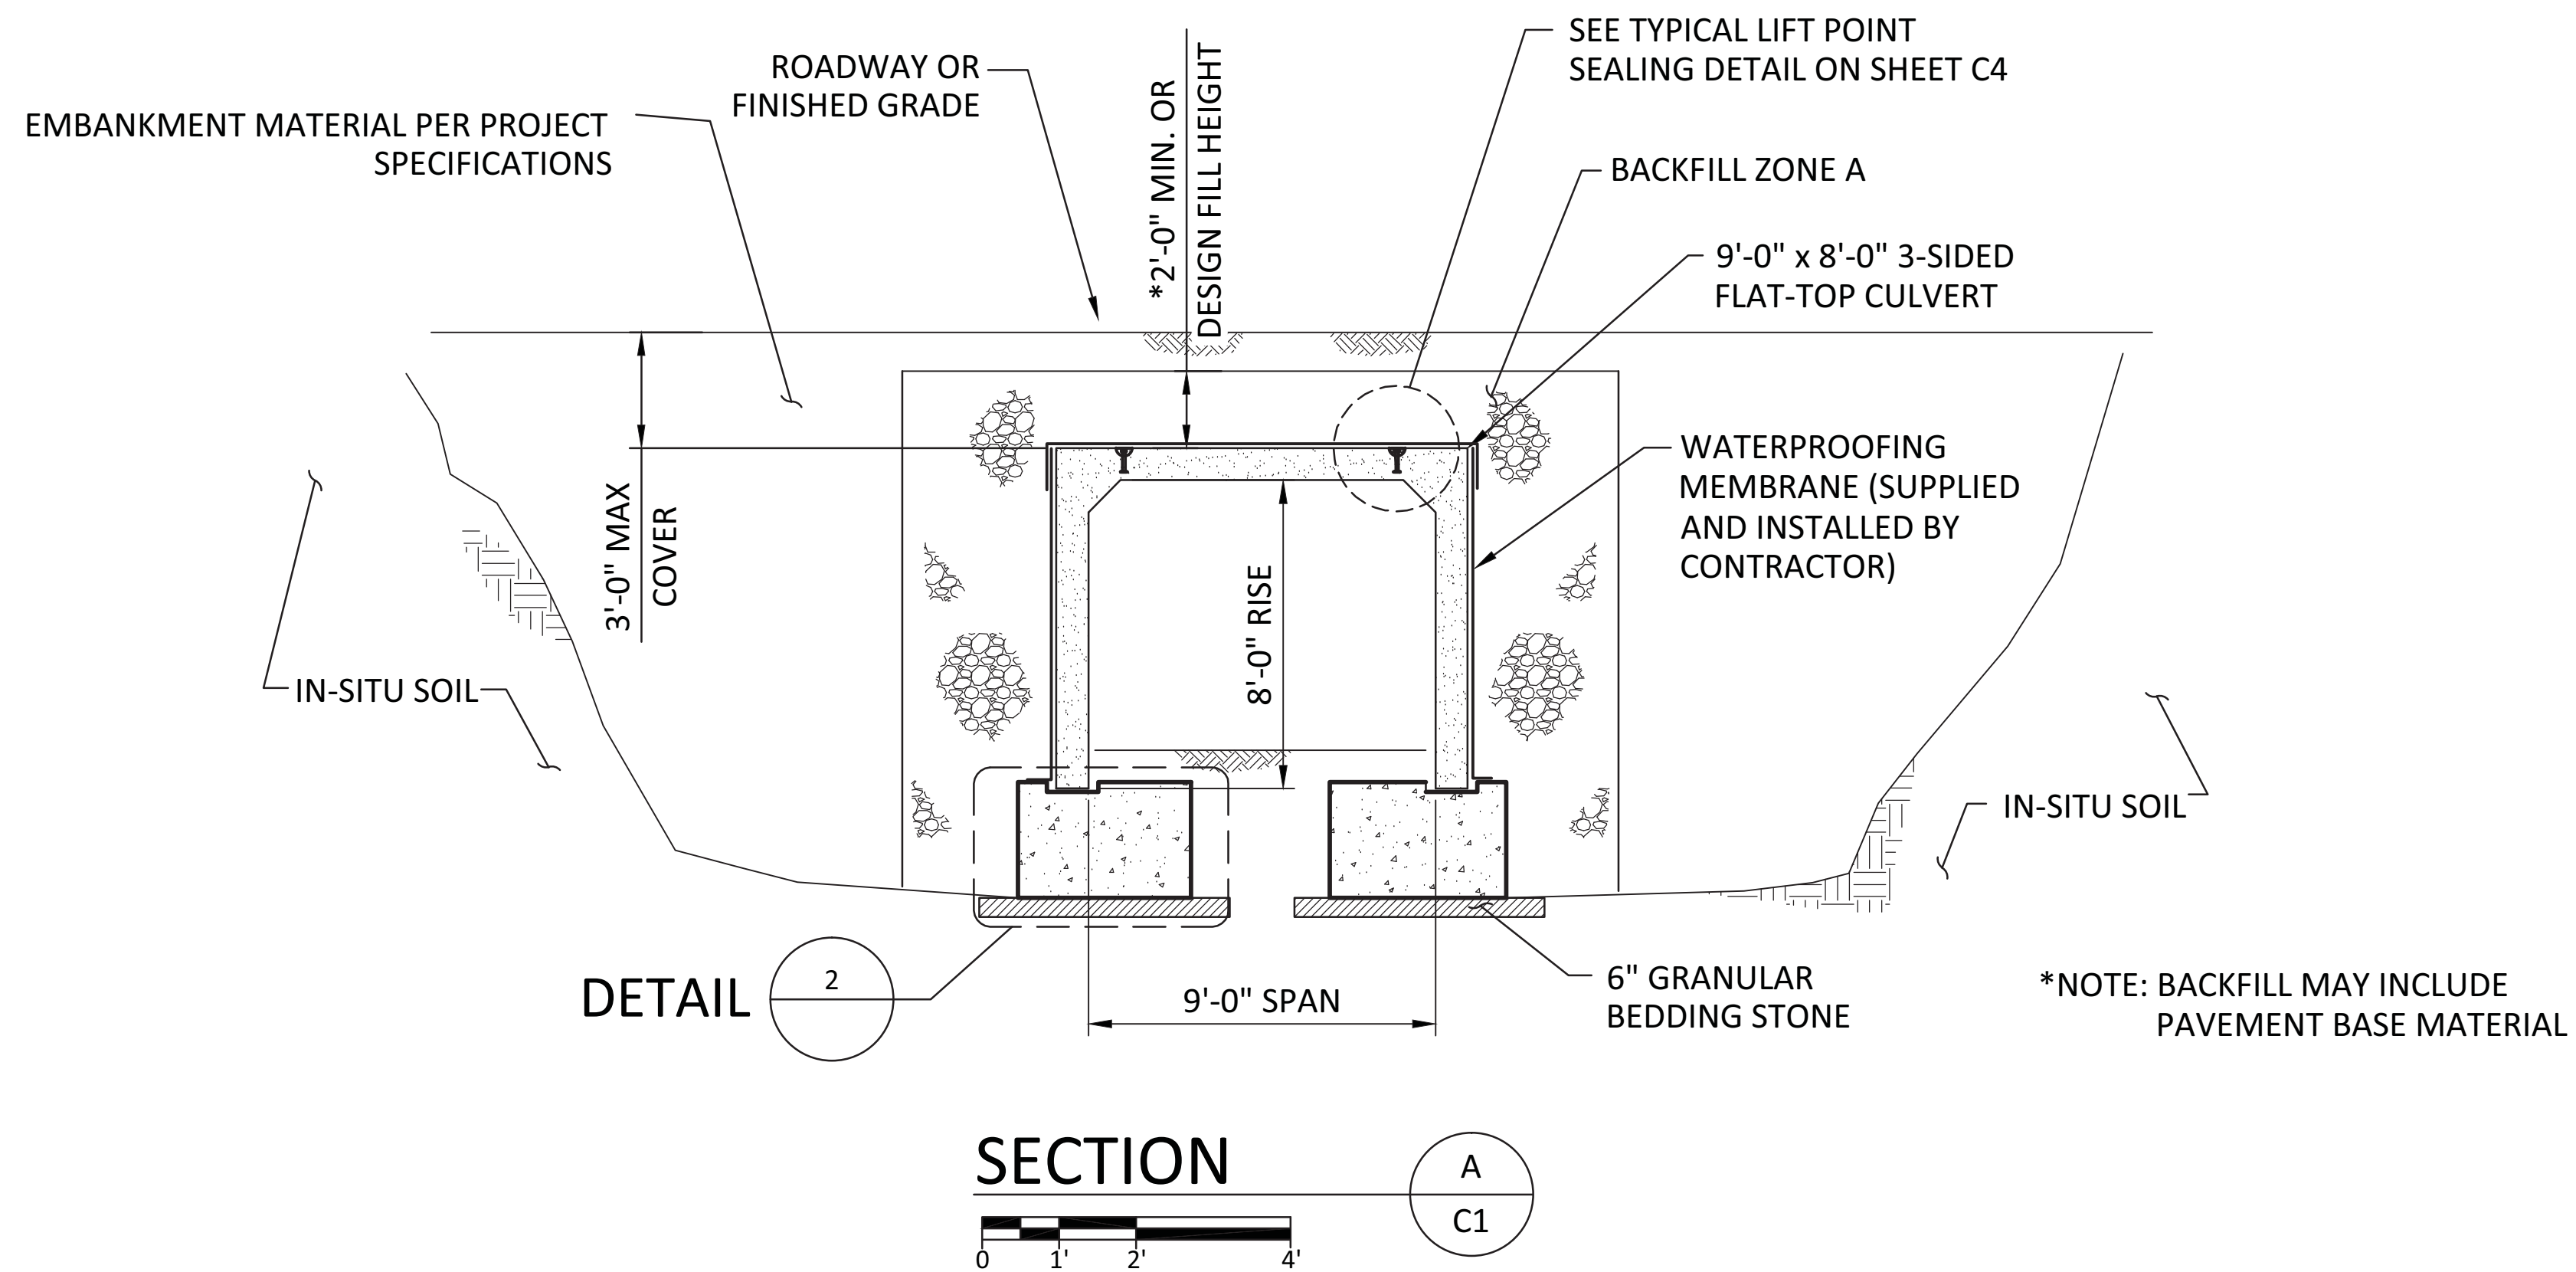 SEE TYPICAL LIFT POINT
SEALING DETAIL ON SHEET C4
ROADWAY OR
FINISHED GRADE
*2'-0" MIN. OR
DESIGN FILL HEIGHT
EMBANKMENT MATERIAL PER PROJECT
SPECIFICATIONS
BACKFILL ZONE A
9'-0" x 8'-0" 3-SIDED
FLAT-TOP CULVERT
WATERPROOFING
MEMBRANE (SUPPLIED
AND INSTALLED BY
CONTRACTOR)
3'-0" MAX
COVER
8'-0" RISE
IN-SITU SOIL
IN-SITU SOIL
DETAIL
2
9'-0" SPAN
6" GRANULAR
BEDDING STONE
*NOTE: BACKFILL MAY INCLUDE
PAVEMENT BASE MATERIAL
SECTION
A
C1
0 1' 2' 4'